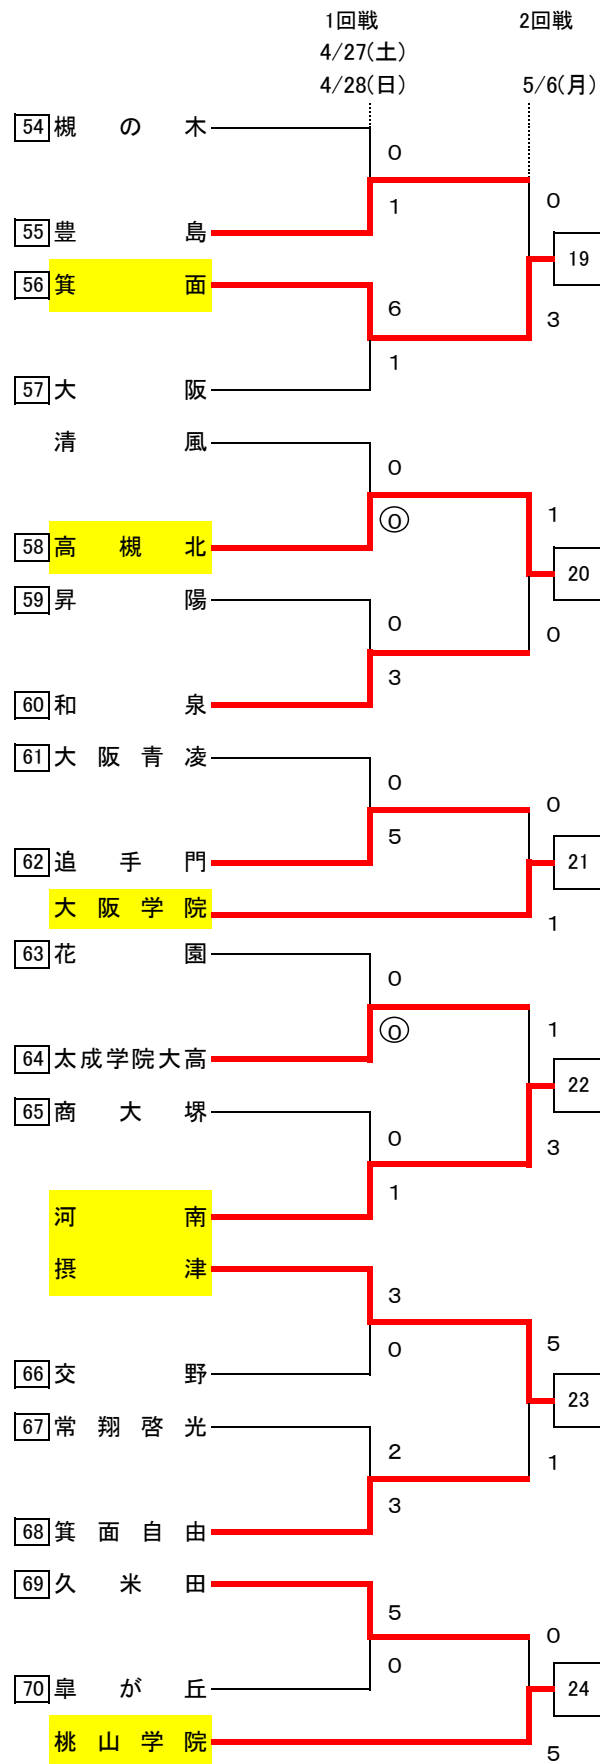 1回戦 2回戦
4/27(土)
4/28(日) 5/6(月)
54 槻の木
0
1 0
55 豊島
19
56 箕面
6 3
1
57 大阪
清風
0
⓪ 1
58 高槻北
20
59 昇陽
0 0
3
60 和泉
61 大阪青凌
0 0
5
62 追手門
21
大阪学院
1
63 花園
0
⓪ 1
64 太成学院大高
22
65 商大堺
0 3
1
河南
摂津
3
0 5
66 交野
23
67 常翔啓光
2 1
3
68 箕面自由
69 久米田
5
0 0
70 皐が丘
24
桃山学院
5